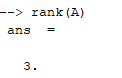 --> rank(A)
ans  =

   3.